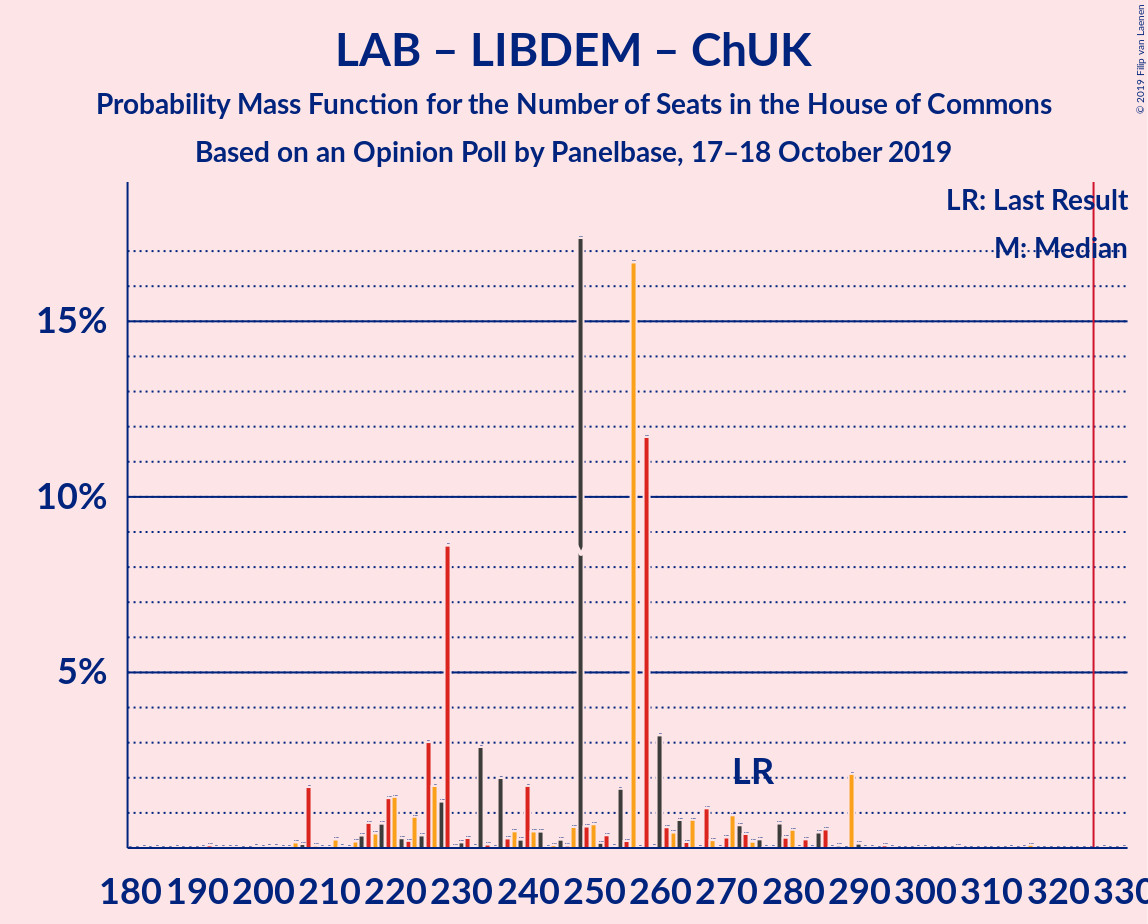 LAB – LIBDEM – ChUK
Probability Mass Function for the Number of Seats in the House of Commons
Based on an Opinion Poll by Panelbase, 17–18 October 2019
© 2019 Filip van Laenen
LR: Last Result
M: Median
15%
10%
5%
LR
180 190 200 210 220 230 240 250 260 270 280 290 300 310 320 330